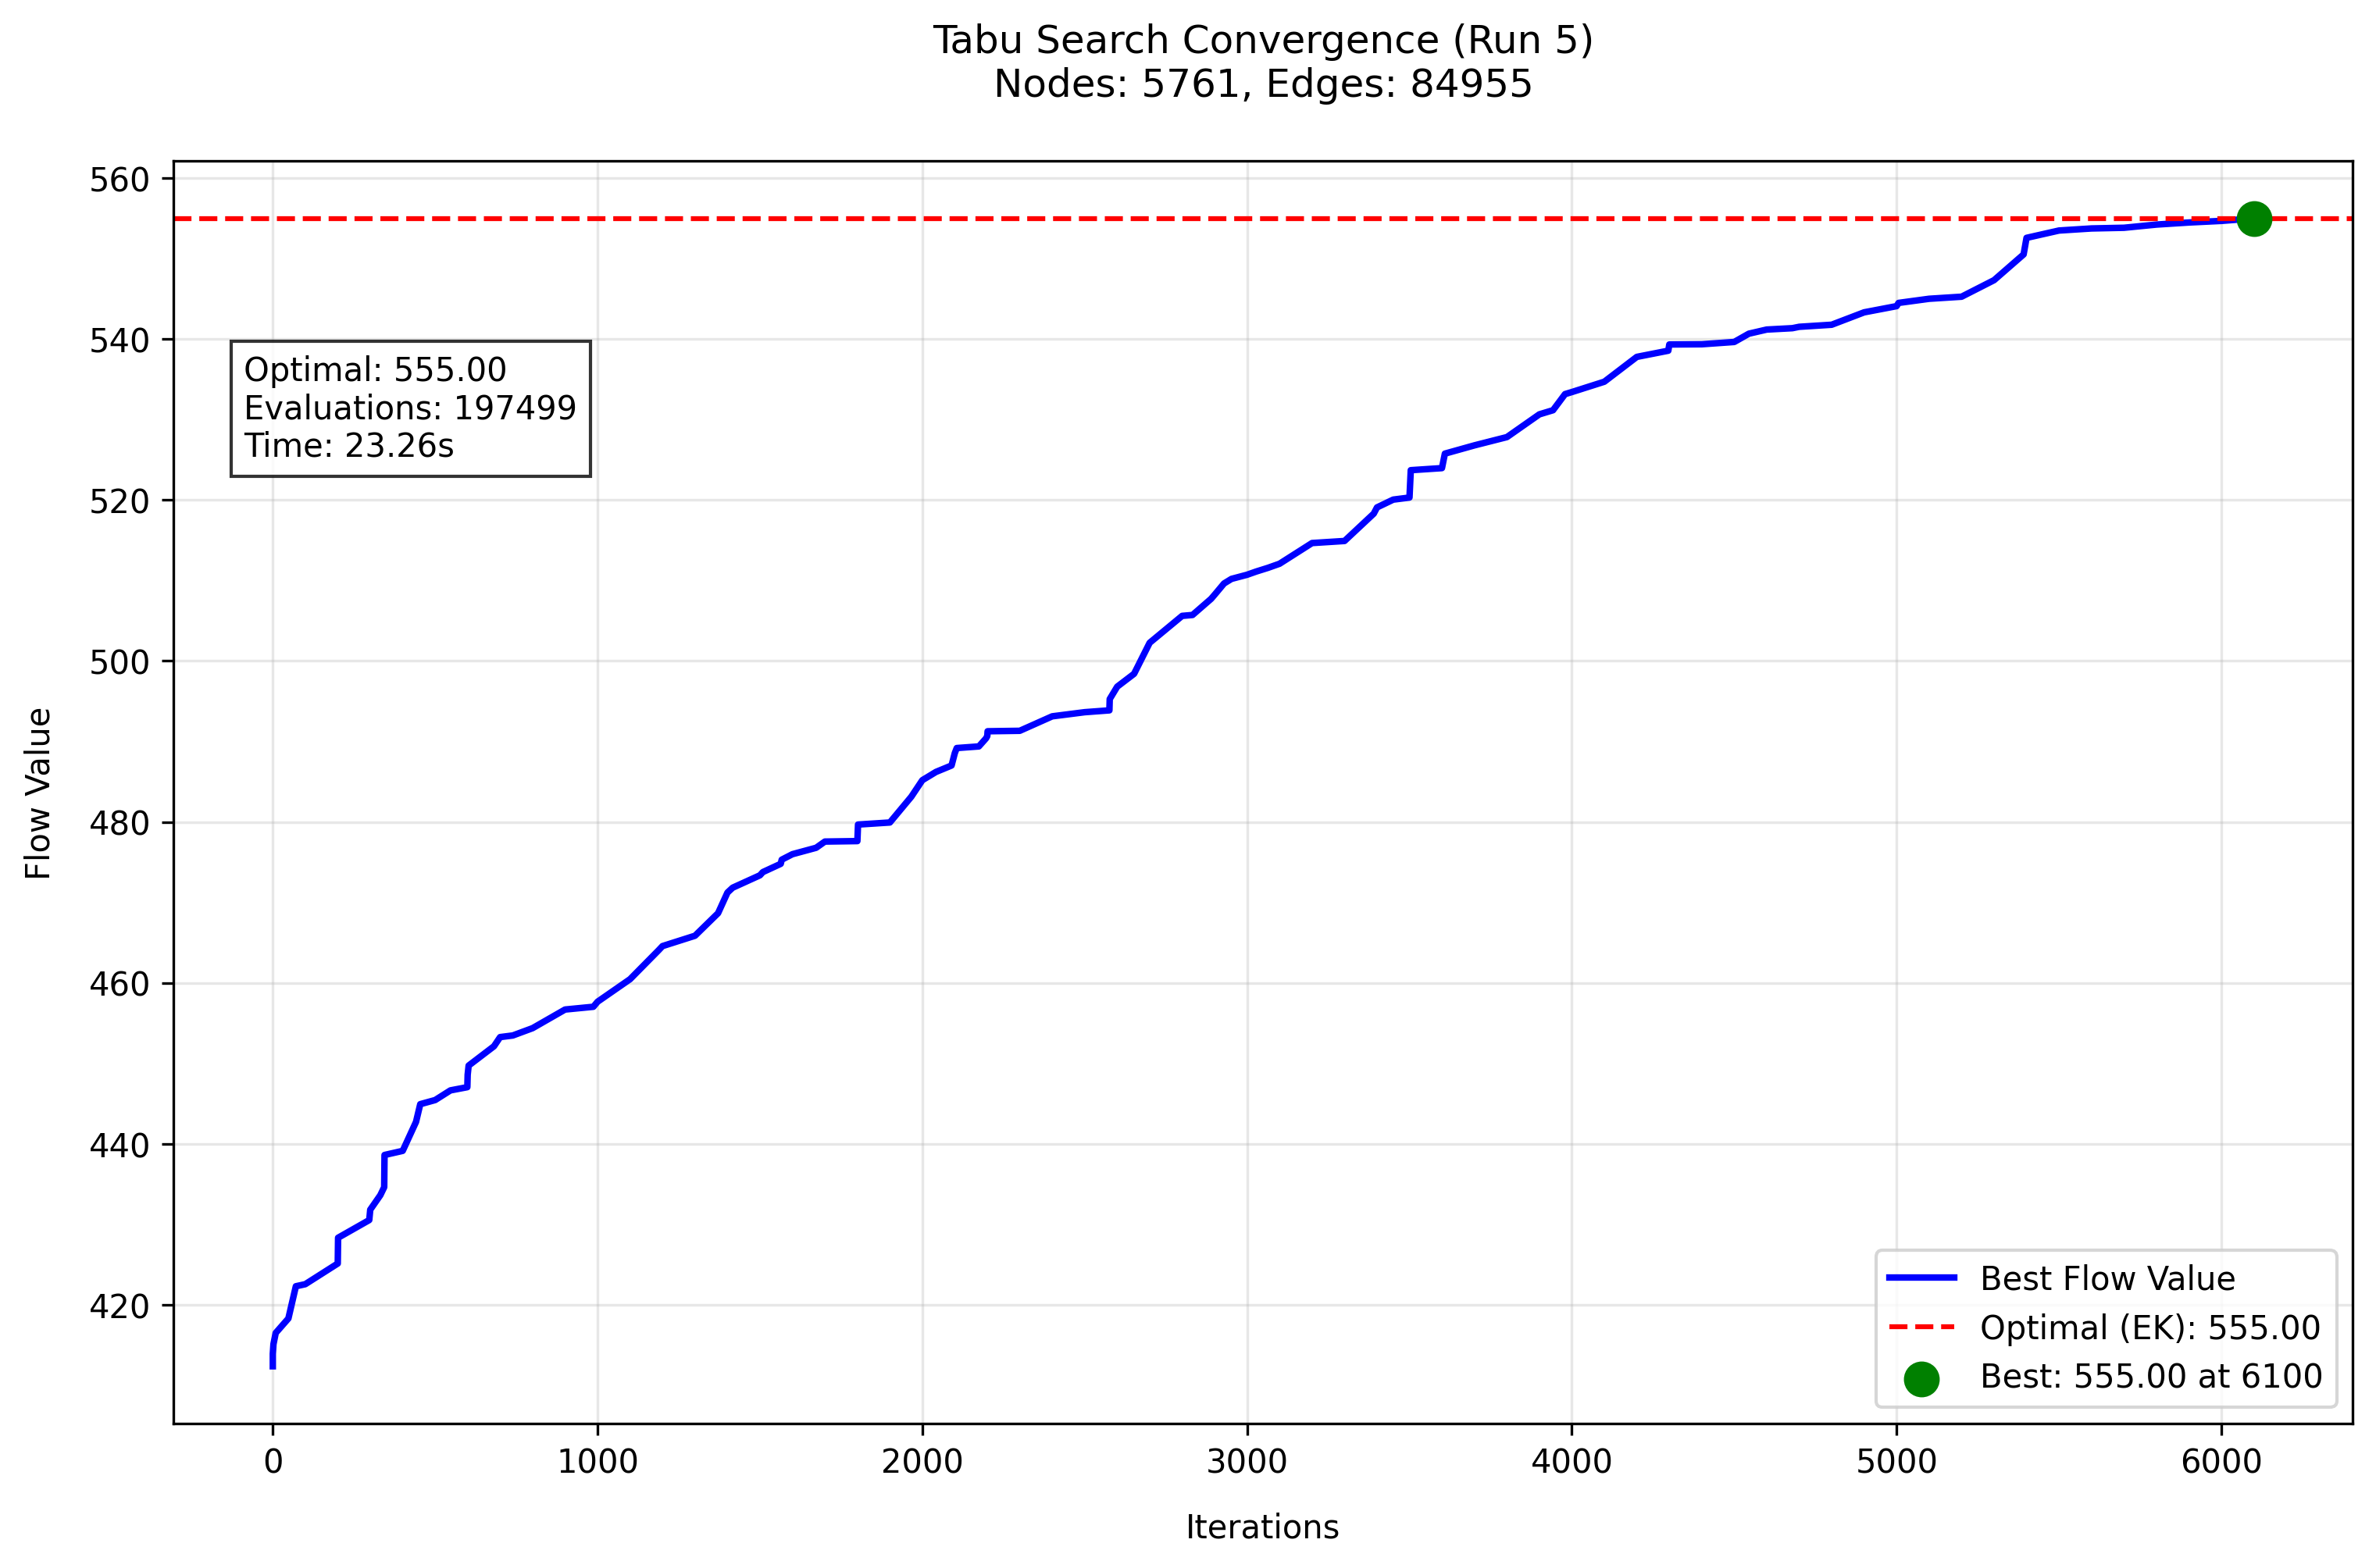 Tabu Search Convergence (Run 5)
Nodes: 5761, Edges: 84955
Flow Value
560
540
520
500
480
460
440
420
Optimal: 555.00
Evaluations: 197499
Time: 23.26s
Best Flow Value
Optimal (EK): 555.00
Best: 555.00 at 6100
0
1000
2000
3000
4000
5000
6000
Iterations